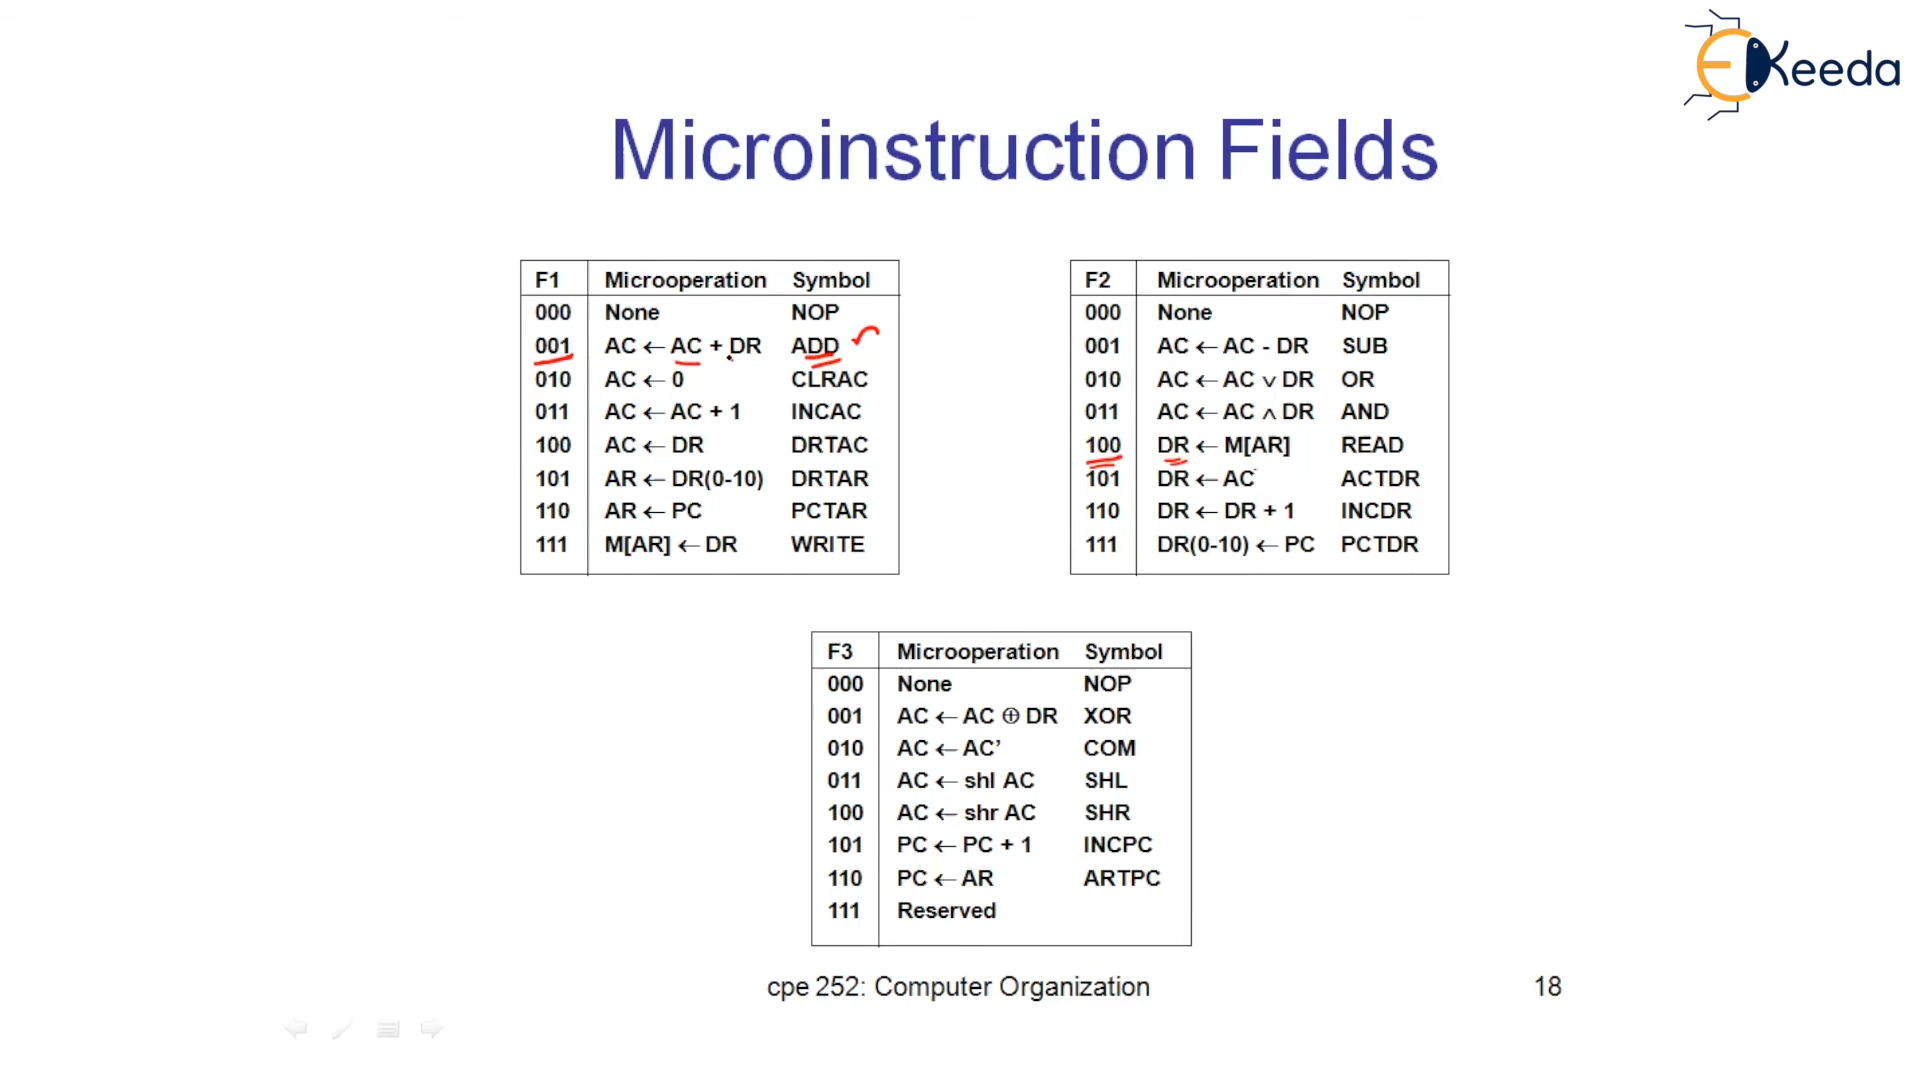 Keeda
Microinstruction Fields
F1 Microoperation Symbol
000 None NOP
001 AC ← AC + DR ADD
010 AC ← 0 CLRAC
011 AC ← AC + 1 INCAC
100 AC ← DR DRTAC
101 AR ← DR(0-10) DRTAR
110 AR ← PC PCTAR
111 M[AR] ← DR WRITE
F2 Microoperation Symbol
000 None NOP
001 AC ← AC - DR SUB
010 AC ← AC ∨ DR OR
011 AC ← AC ∧ DR AND
100 DR ← M[AR] READ
101 DR ← AC ACTDR
110 DR ← DR + 1 INCDR
111 DR(0-10) ← PC PCTDR
F3 Microoperation Symbol
000 None NOP
001 AC ← AC ⊕ DR XOR
010 AC ← AC’ COM
011 AC ← shl AC SHL
100 AC ← shr AC SHR
101 PC ← PC + 1 INCPC
110 PC ← AR ARTPC
111 Reserved
cpe 252: Computer Organization 18